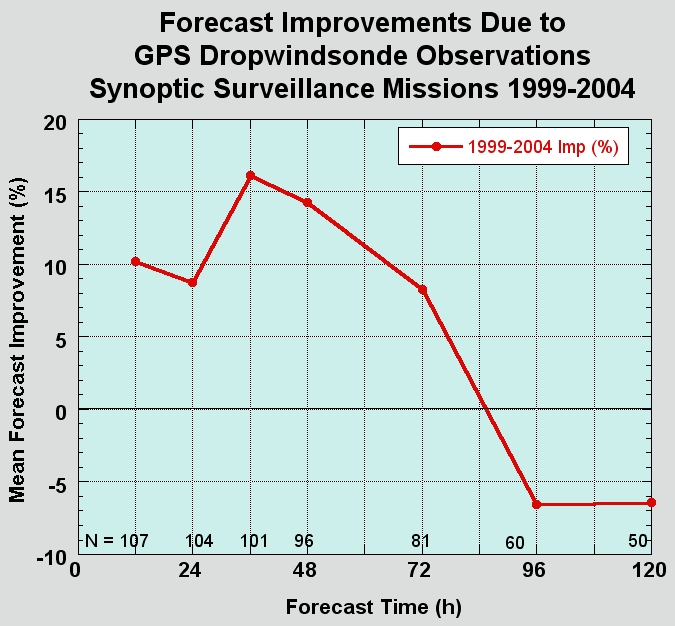 Forecast Improvements Due to
GPS Dropwindsonde Observations
Synoptic Surveillance Missions 1999-2004
1999-2004 Imp (%)
Mean Forecast Improvement (%)
20
15
10
5
0
-5
-10
N = 107 104 101 96 81 60 50
0 24 36 48 72 96 120
Forecast Time (h)